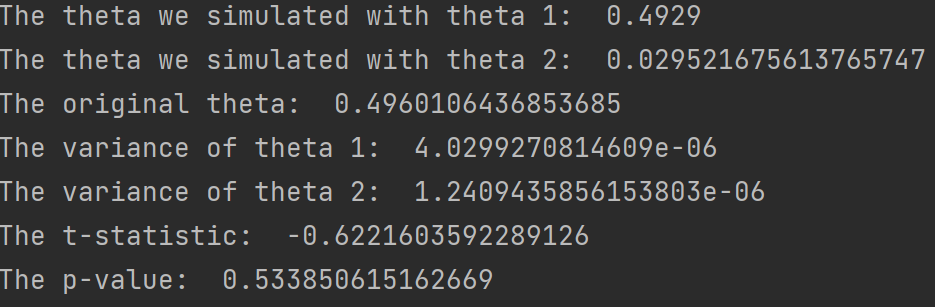 The theta we simulated with theta 1:  0.4929
The theta we simulated with theta 2:  0.029521675613765747
The original theta:  0.4960106436853685
The variance of theta 1:  4.0299270814609e-06
The variance of theta 2:  1.2409435856153803e-06
The t-statistic:  -0.6221603592289126
The p-value:  0.533850615162669